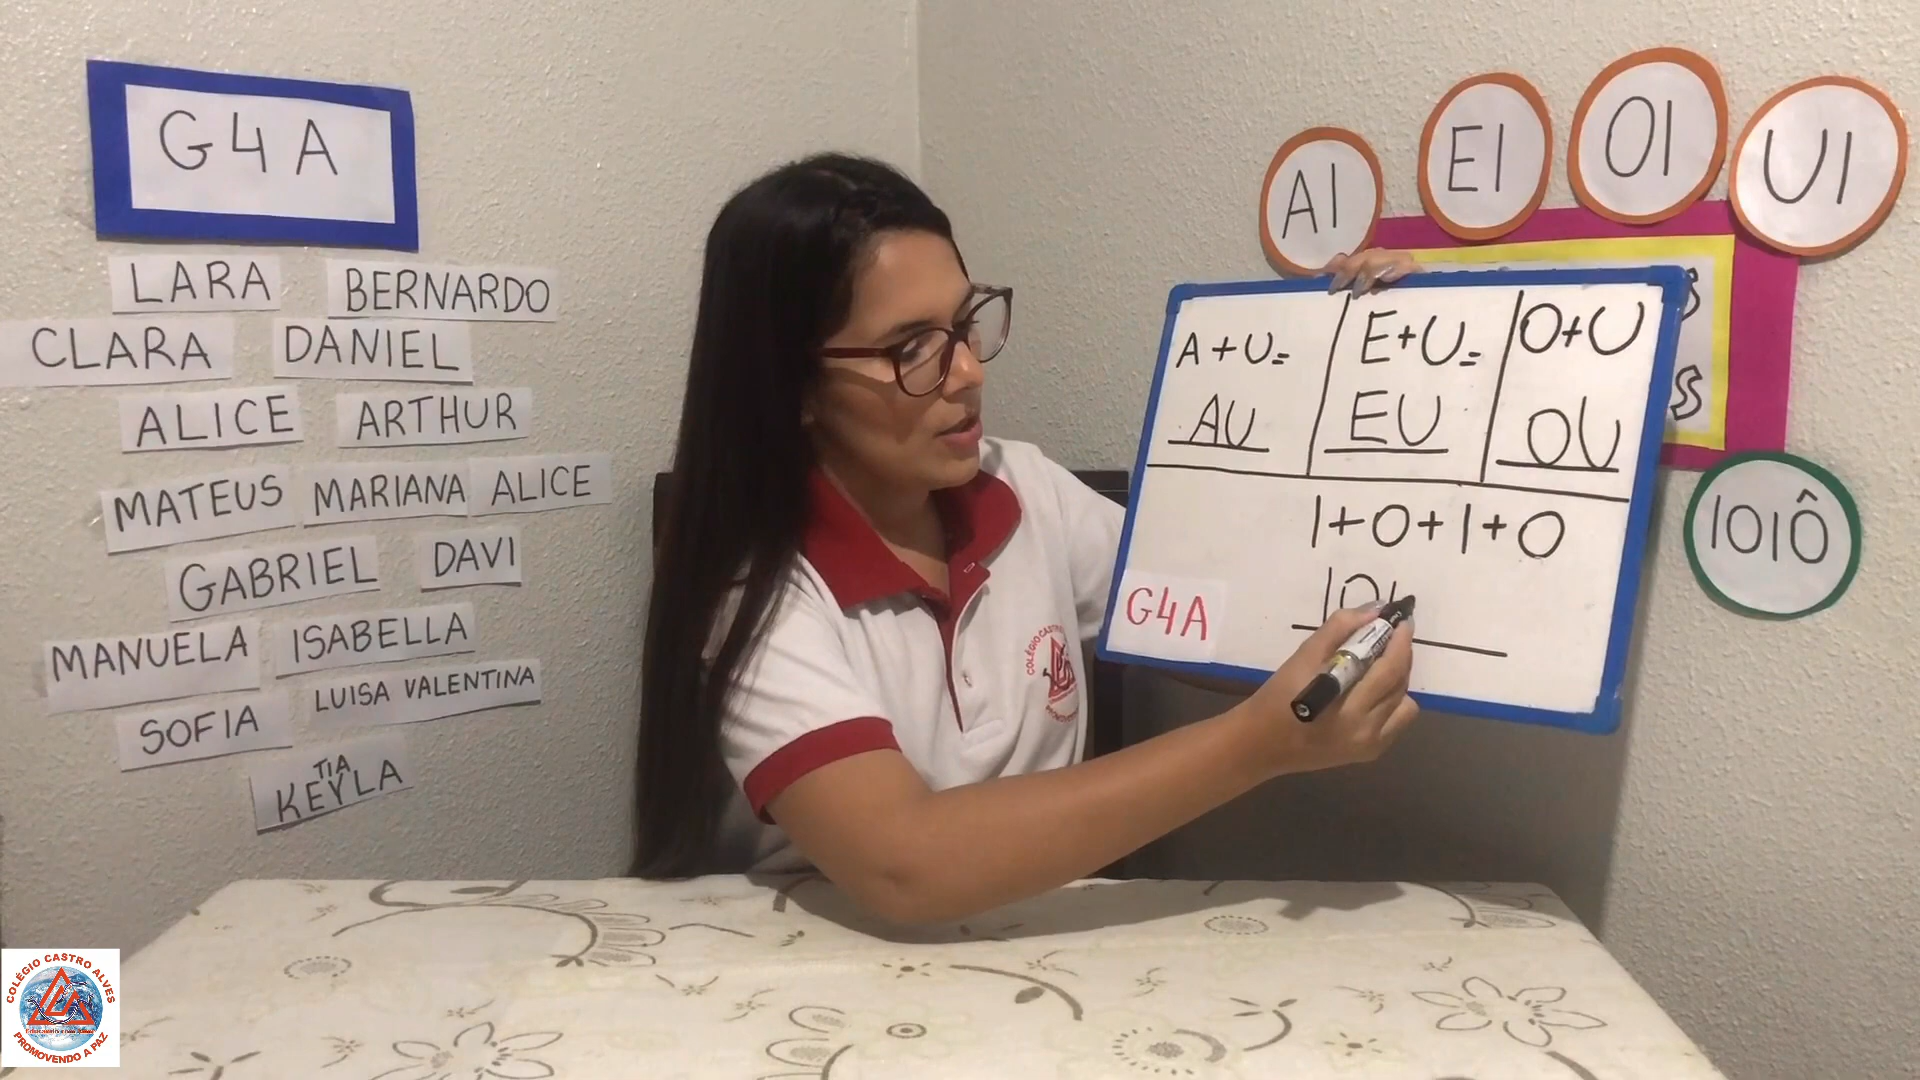 G4A
LARA BERNARDO
CLARA DANIEL
ALICE ARTHUR
MATEUS MARIANA ALICE
GABRIEL DAVI
MANUELA ISABELLA
SOFIA LUISA VALENTINA
TIA
KEYLA
AI EI OI UI
A+U= E+U= O+U
AU EU OU
I+O+I+O
IOI
G4A
IOIÔ
COLÉGIO CASTRO ALVES
PROMOVENDO A PAZ